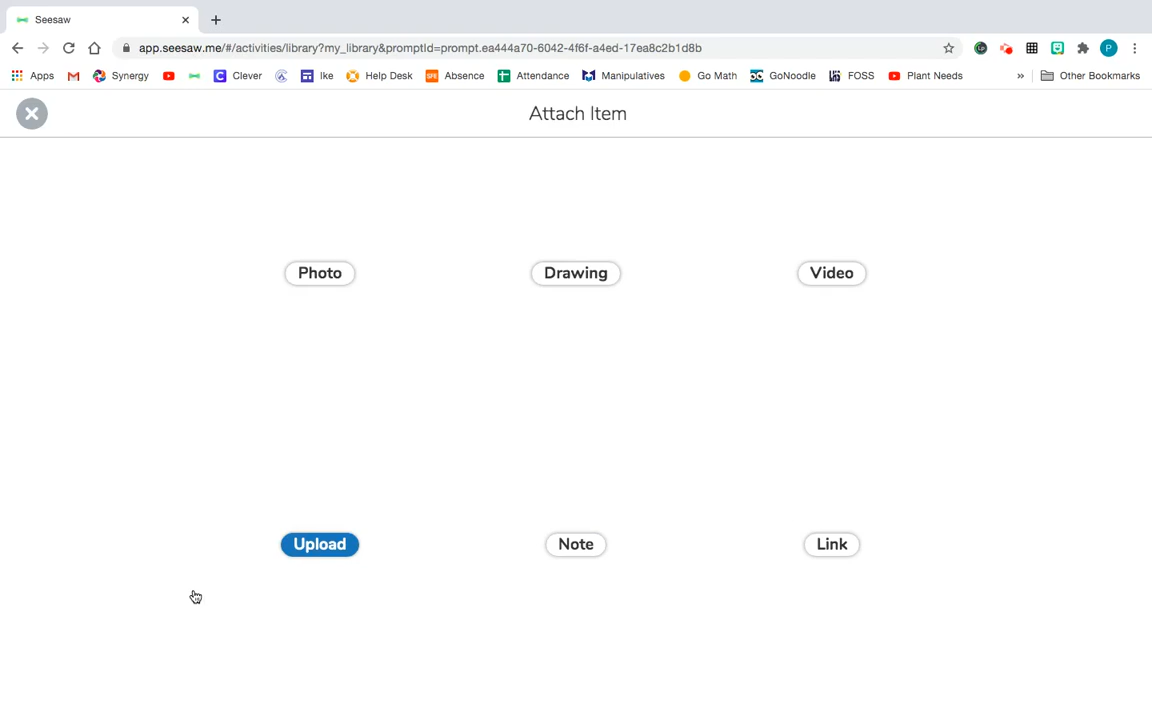 Seesaw
app.seesaw.me/#/activities/library?my_library&promptId=prompt.ea444a70-6042-4f6f-a4ed-17ea8c2b1d8b
P
Apps Synergy Clever Ike Help Desk SFE Absence Attendance Manipulatives Go Math GoNoodle FOSS Plant Needs » Other Bookmarks
Attach Item
Photo Drawing Video
Upload Note Link